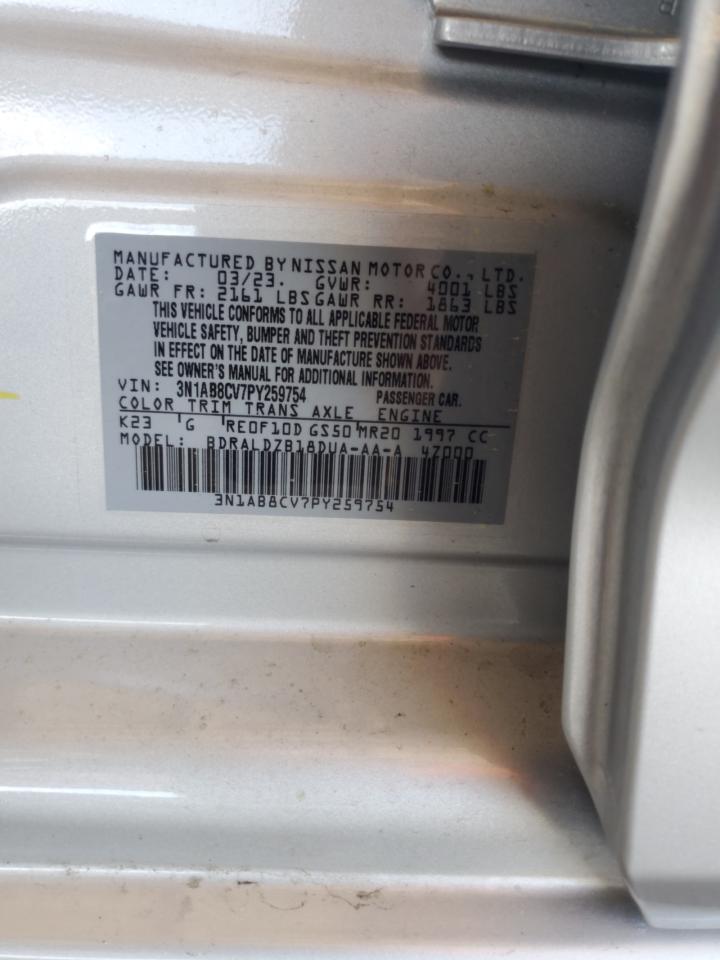 MANUFACTURED BY NISSAN MOTOR CO., LTD.
DATE: 03/23. GVWR: 4001 LBS
GAWR FR: 2161 LBS GAWR RR: 1863 LBS
THIS VEHICLE CONFORMS TO ALL APPLICABLE FEDERAL MOTOR
VEHICLE SAFETY, BUMPER AND THEFT PREVENTION STANDARDS
IN EFFECT ON THE DATE OF MANUFACTURE SHOWN ABOVE.
SEE OWNER'S MANUAL FOR ADDITIONAL INFORMATION.
VIN: 3N1AB8CV7PY259754 PASSENGER CAR.
COLOR TRIM TRANS AXLE ENGINE
K23 G RE0F10D GS50 MR20 1997 CC
MODEL: BDRALDZB18DUA-AA-A 47000
3N1AB8CV7PY259754